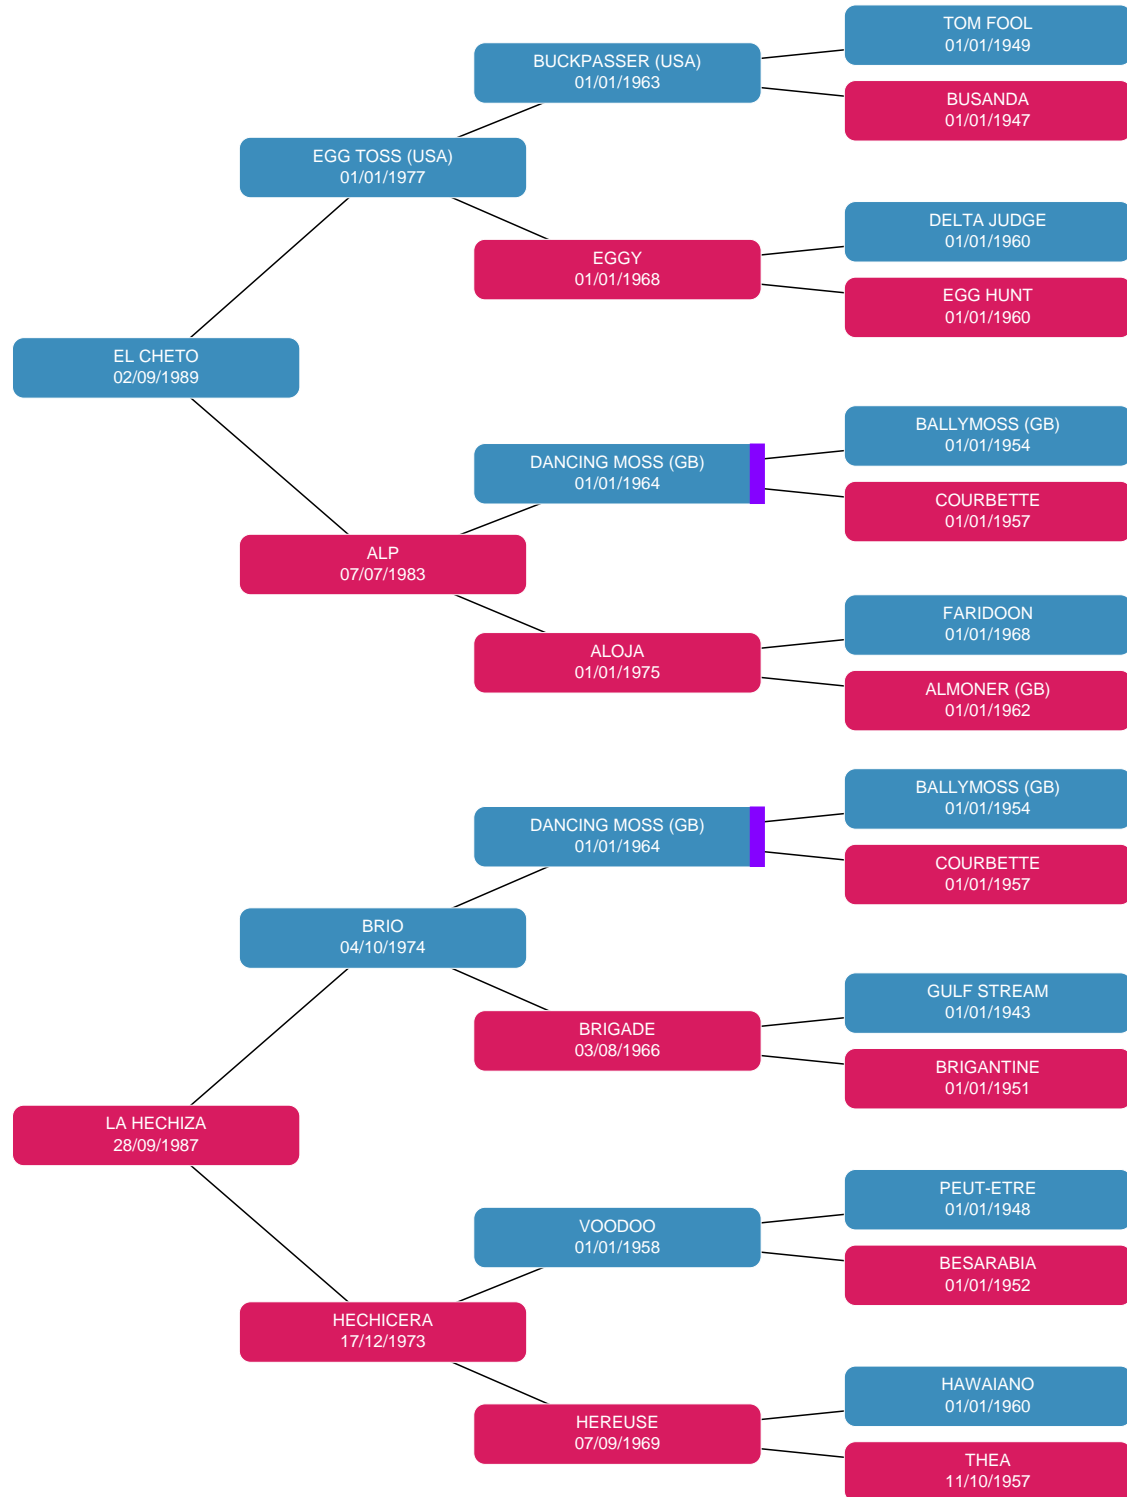 TOM FOOL
01/01/1949
BUCKPASSER (USA)
01/01/1963
BUSANDA
01/01/1947
EGG TOSS (USA)
01/01/1977
DELTA JUDGE
01/01/1960
EGGY
01/01/1968
EGG HUNT
01/01/1960
EL CHETO
02/09/1989
BALLYMOSS (GB)
01/01/1954
DANCING MOSS (GB)
01/01/1964
COURBETTE
01/01/1957
ALP
07/07/1983
FARIDOON
01/01/1968
ALOJA
01/01/1975
ALMONER (GB)
01/01/1962
BALLYMOSS (GB)
01/01/1954
DANCING MOSS (GB)
01/01/1964
COURBETTE
01/01/1957
BRIO
04/10/1974
GULF STREAM
01/01/1943
BRIGADE
03/08/1966
BRIGANTINE
01/01/1951
LA HECHIZA
28/09/1987
PEUT-ETRE
01/01/1948
VOODOO
01/01/1958
BESARABIA
01/01/1952
HECHICERA
17/12/1973
HAWAIANO
01/01/1960
HEREUSE
07/09/1969
THEA
11/10/1957